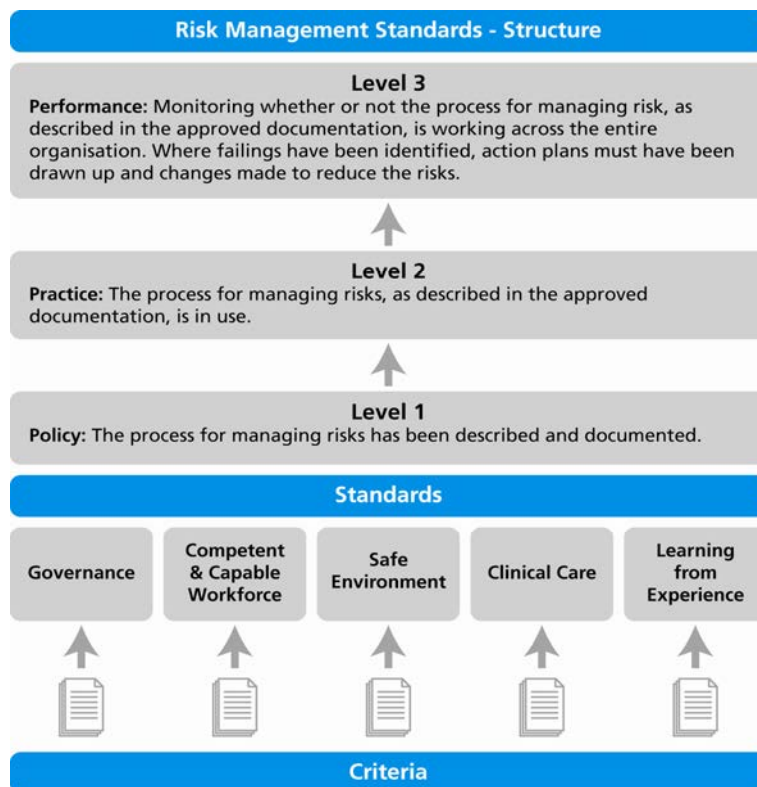 Risk Management Standards - Structure
Level 3
Performance: Monitoring whether or not the process for managing risk, as
described in the approved documentation, is working across the entire
organisation. Where failings have been identified, action plans must have been
drawn up and changes made to reduce the risks.
Level 2
Practice: The process for managing risks, as described in the approved
documentation, is in use.
Level 1
Policy: The process for managing risks has been described and documented.
Standards
Governance
Competent
& Capable
Workforce
Safe
Environment
Clinical Care
Learning
from
Experience
Criteria